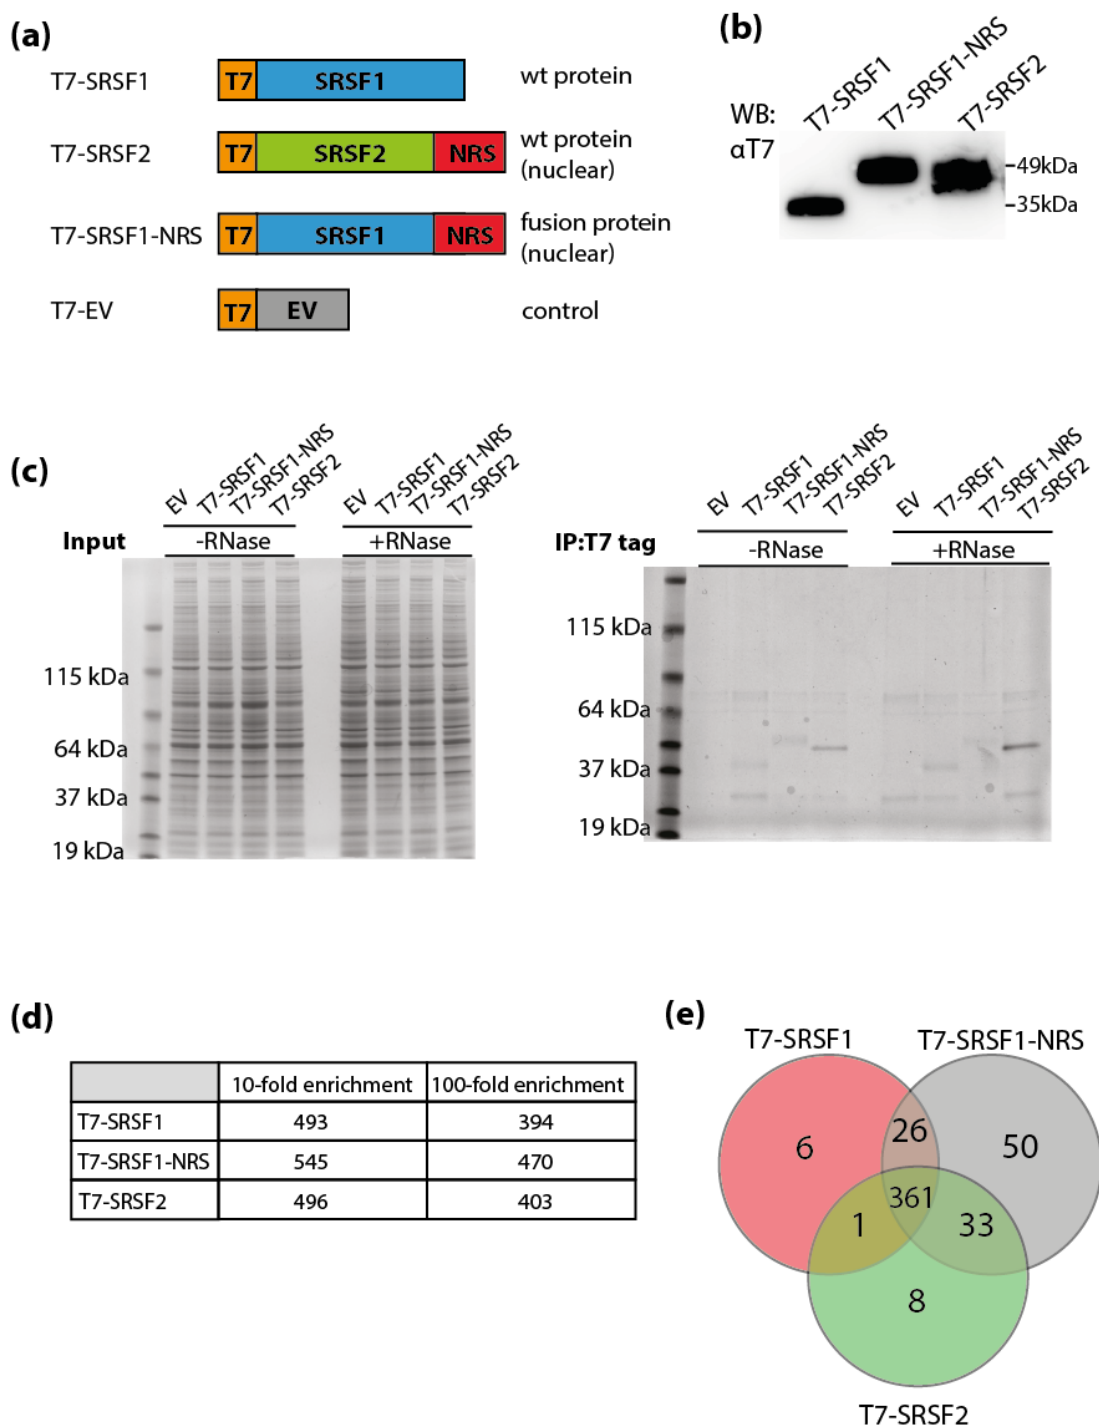 (a)
T7-SRSF1 T7 SRSF1 wt protein
T7-SRSF2 T7 SRSF2 NRS wt protein
(nuclear)
T7-SRSF1-NRS T7 SRSF1 NRS fusion protein
(nuclear)
T7-EV T7 EV control
(b)
T7-SRSF1
T7-SRSF1-NRS
T7-SRSF2
WB:
αT7
-49kDa
-35kDa
(c)
EV
T7-SRSF1
T7-SRSF1-NRS
T7-SRSF2
EV
T7-SRSF1
T7-SRSF1-NRS
T7-SRSF2
Input -RNase +RNase
115 kDa
64 kDa
37 kDa
19 kDa
EV
T7-SRSF1
T7-SRSF1-NRS
T7-SRSF2
EV
T7-SRSF1
T7-SRSF1-NRS
T7-SRSF2
IP:T7 tag -RNase +RNase
115 kDa
64 kDa
37 kDa
19 kDa
(d)
10-fold enrichment 100-fold enrichment
T7-SRSF1 493 394
T7-SRSF1-NRS 545 470
T7-SRSF2 496 403
(e)
T7-SRSF1 T7-SRSF1-NRS
6 26 50
361
1 33
8
T7-SRSF2